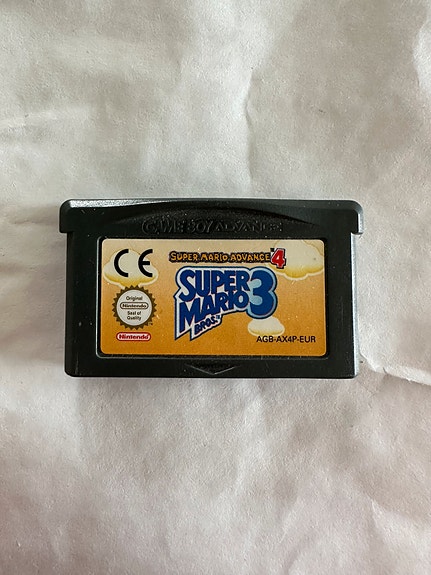 GAME BOY ADVANCE
CE
SUPER MARIO ADVANCE 4
SUPER
MARIO 3
BROS.
Original
Nintendo
Seal of
Quality
Nintendo
AGB-AX4P-EUR